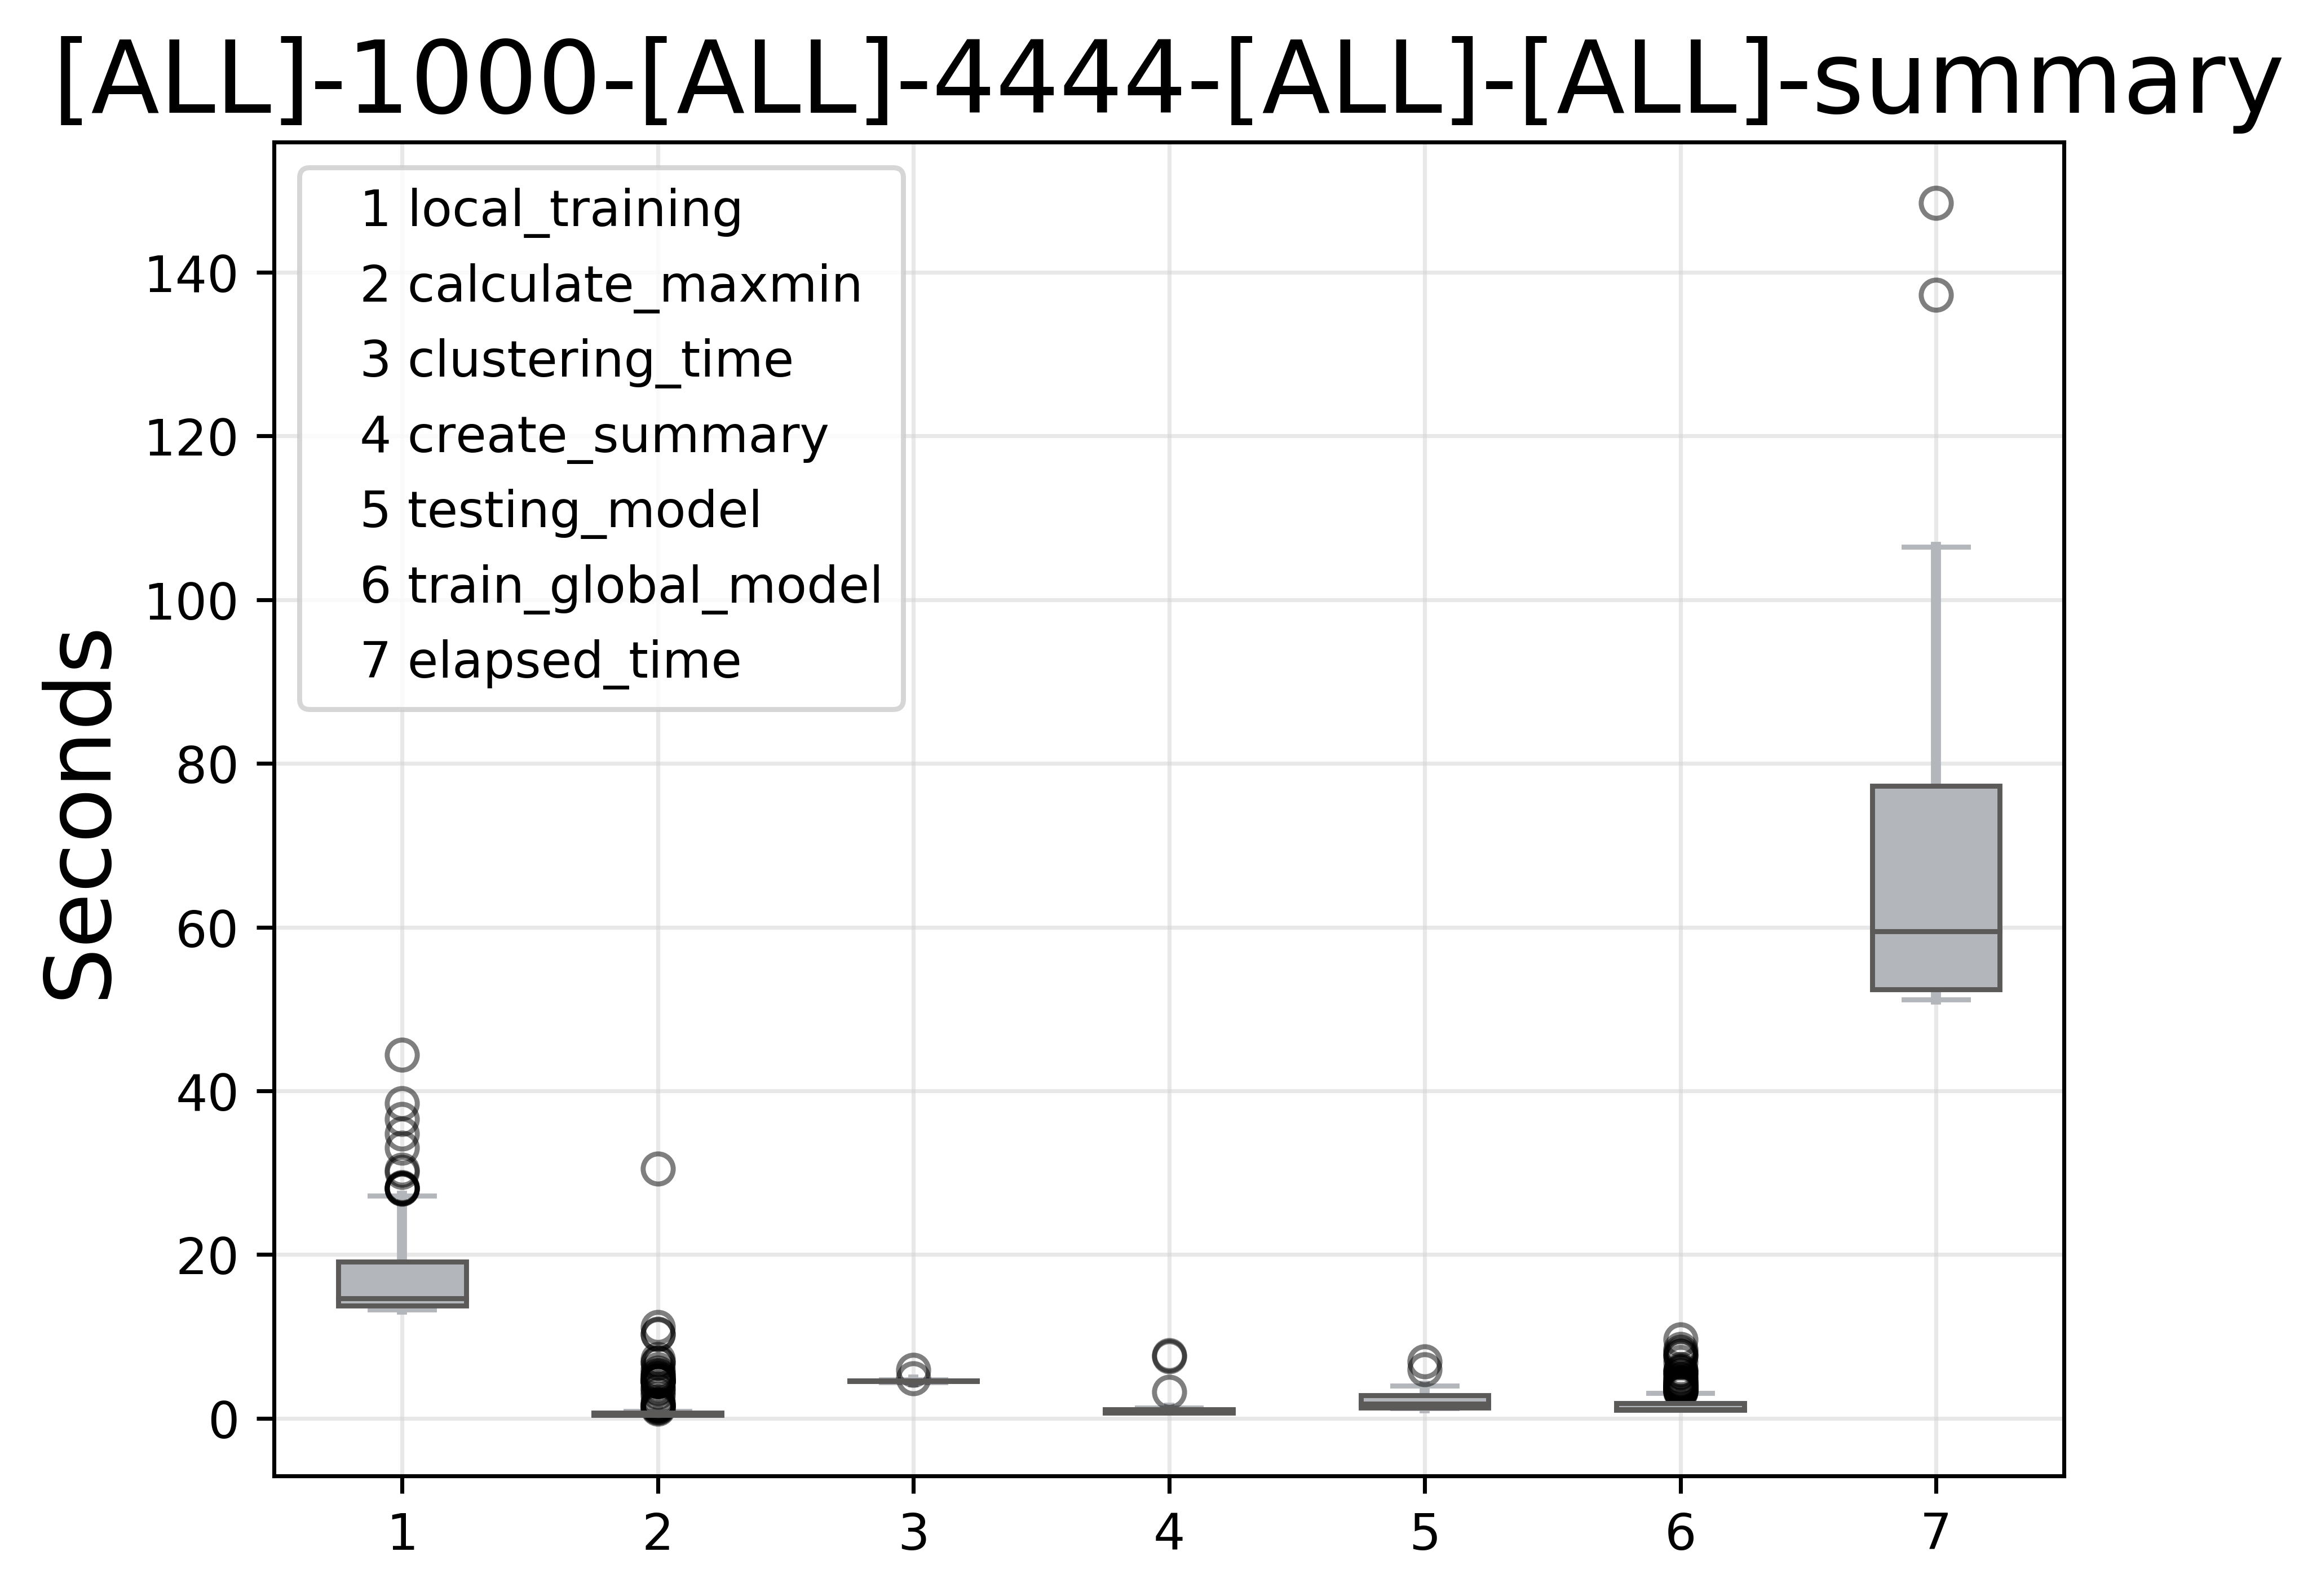 [ALL]-1000-[ALL]-4444-[ALL]-[ALL]-summary
1 local_training
2 calculate_maxmin
3 clustering_time
4 create_summary
5 testing_model
6 train_global_model
7 elapsed_time
Seconds
140
120
100
80
60
40
20
0
1 2 3 4 5 6 7